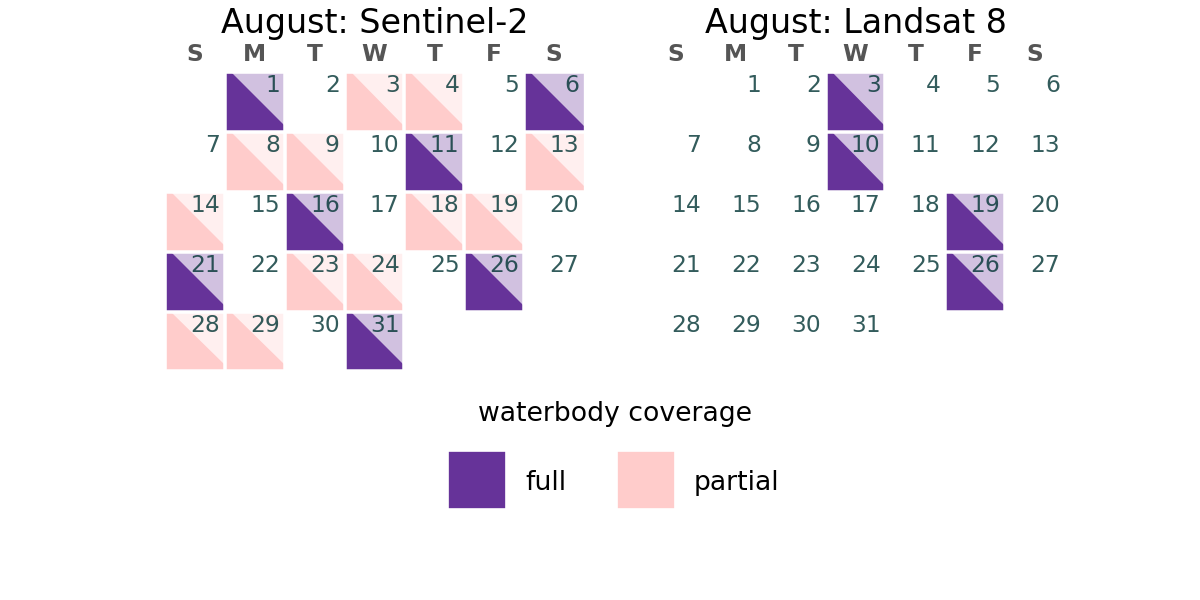 August: Sentinel-2
S M T W T F S
1 2 3 4 5 6
7 8 9 10 11 12 13
14 15 16 17 18 19 20
21 22 23 24 25 26 27
28 29 30 31
August: Landsat 8
S M T W T F S
1 2 3 4 5 6
7 8 9 10 11 12 13
14 15 16 17 18 19 20
21 22 23 24 25 26 27
28 29 30 31
waterbody coverage
full partial